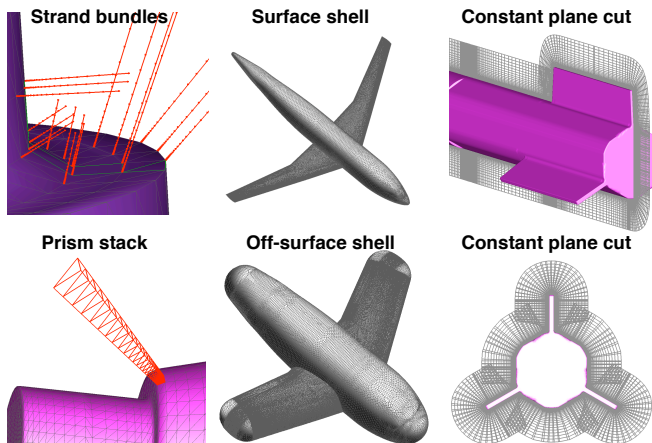 Strand bundles
Surface shell
Constant plane cut
Prism stack
Off-surface shell
Constant plane cut